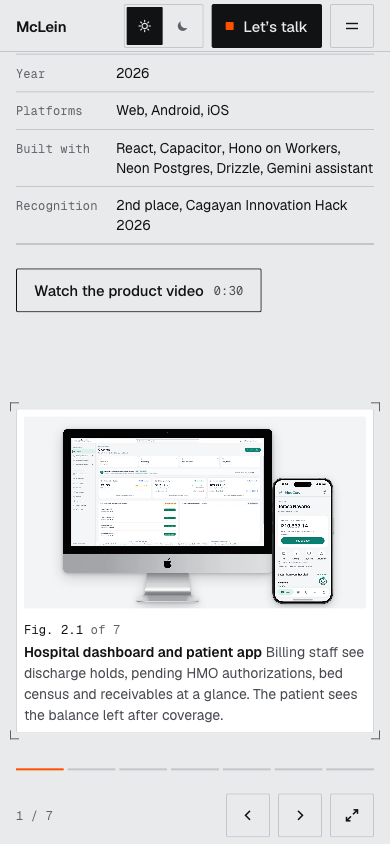 McLein
Let's talk
Year 2026
Platforms Web, Android, iOS
Built with React, Capacitor, Hono on Workers,
Neon Postgres, Drizzle, Gemini assistant
Recognition 2nd place, Cagayan Innovation Hack
2026
Watch the product video 0:30
Fig. 2.1 of 7
Hospital dashboard and patient app Billing staff see
discharge holds, pending HMO authorizations, bed
census and receivables at a glance. The patient sees
the balance left after coverage.
1 / 7